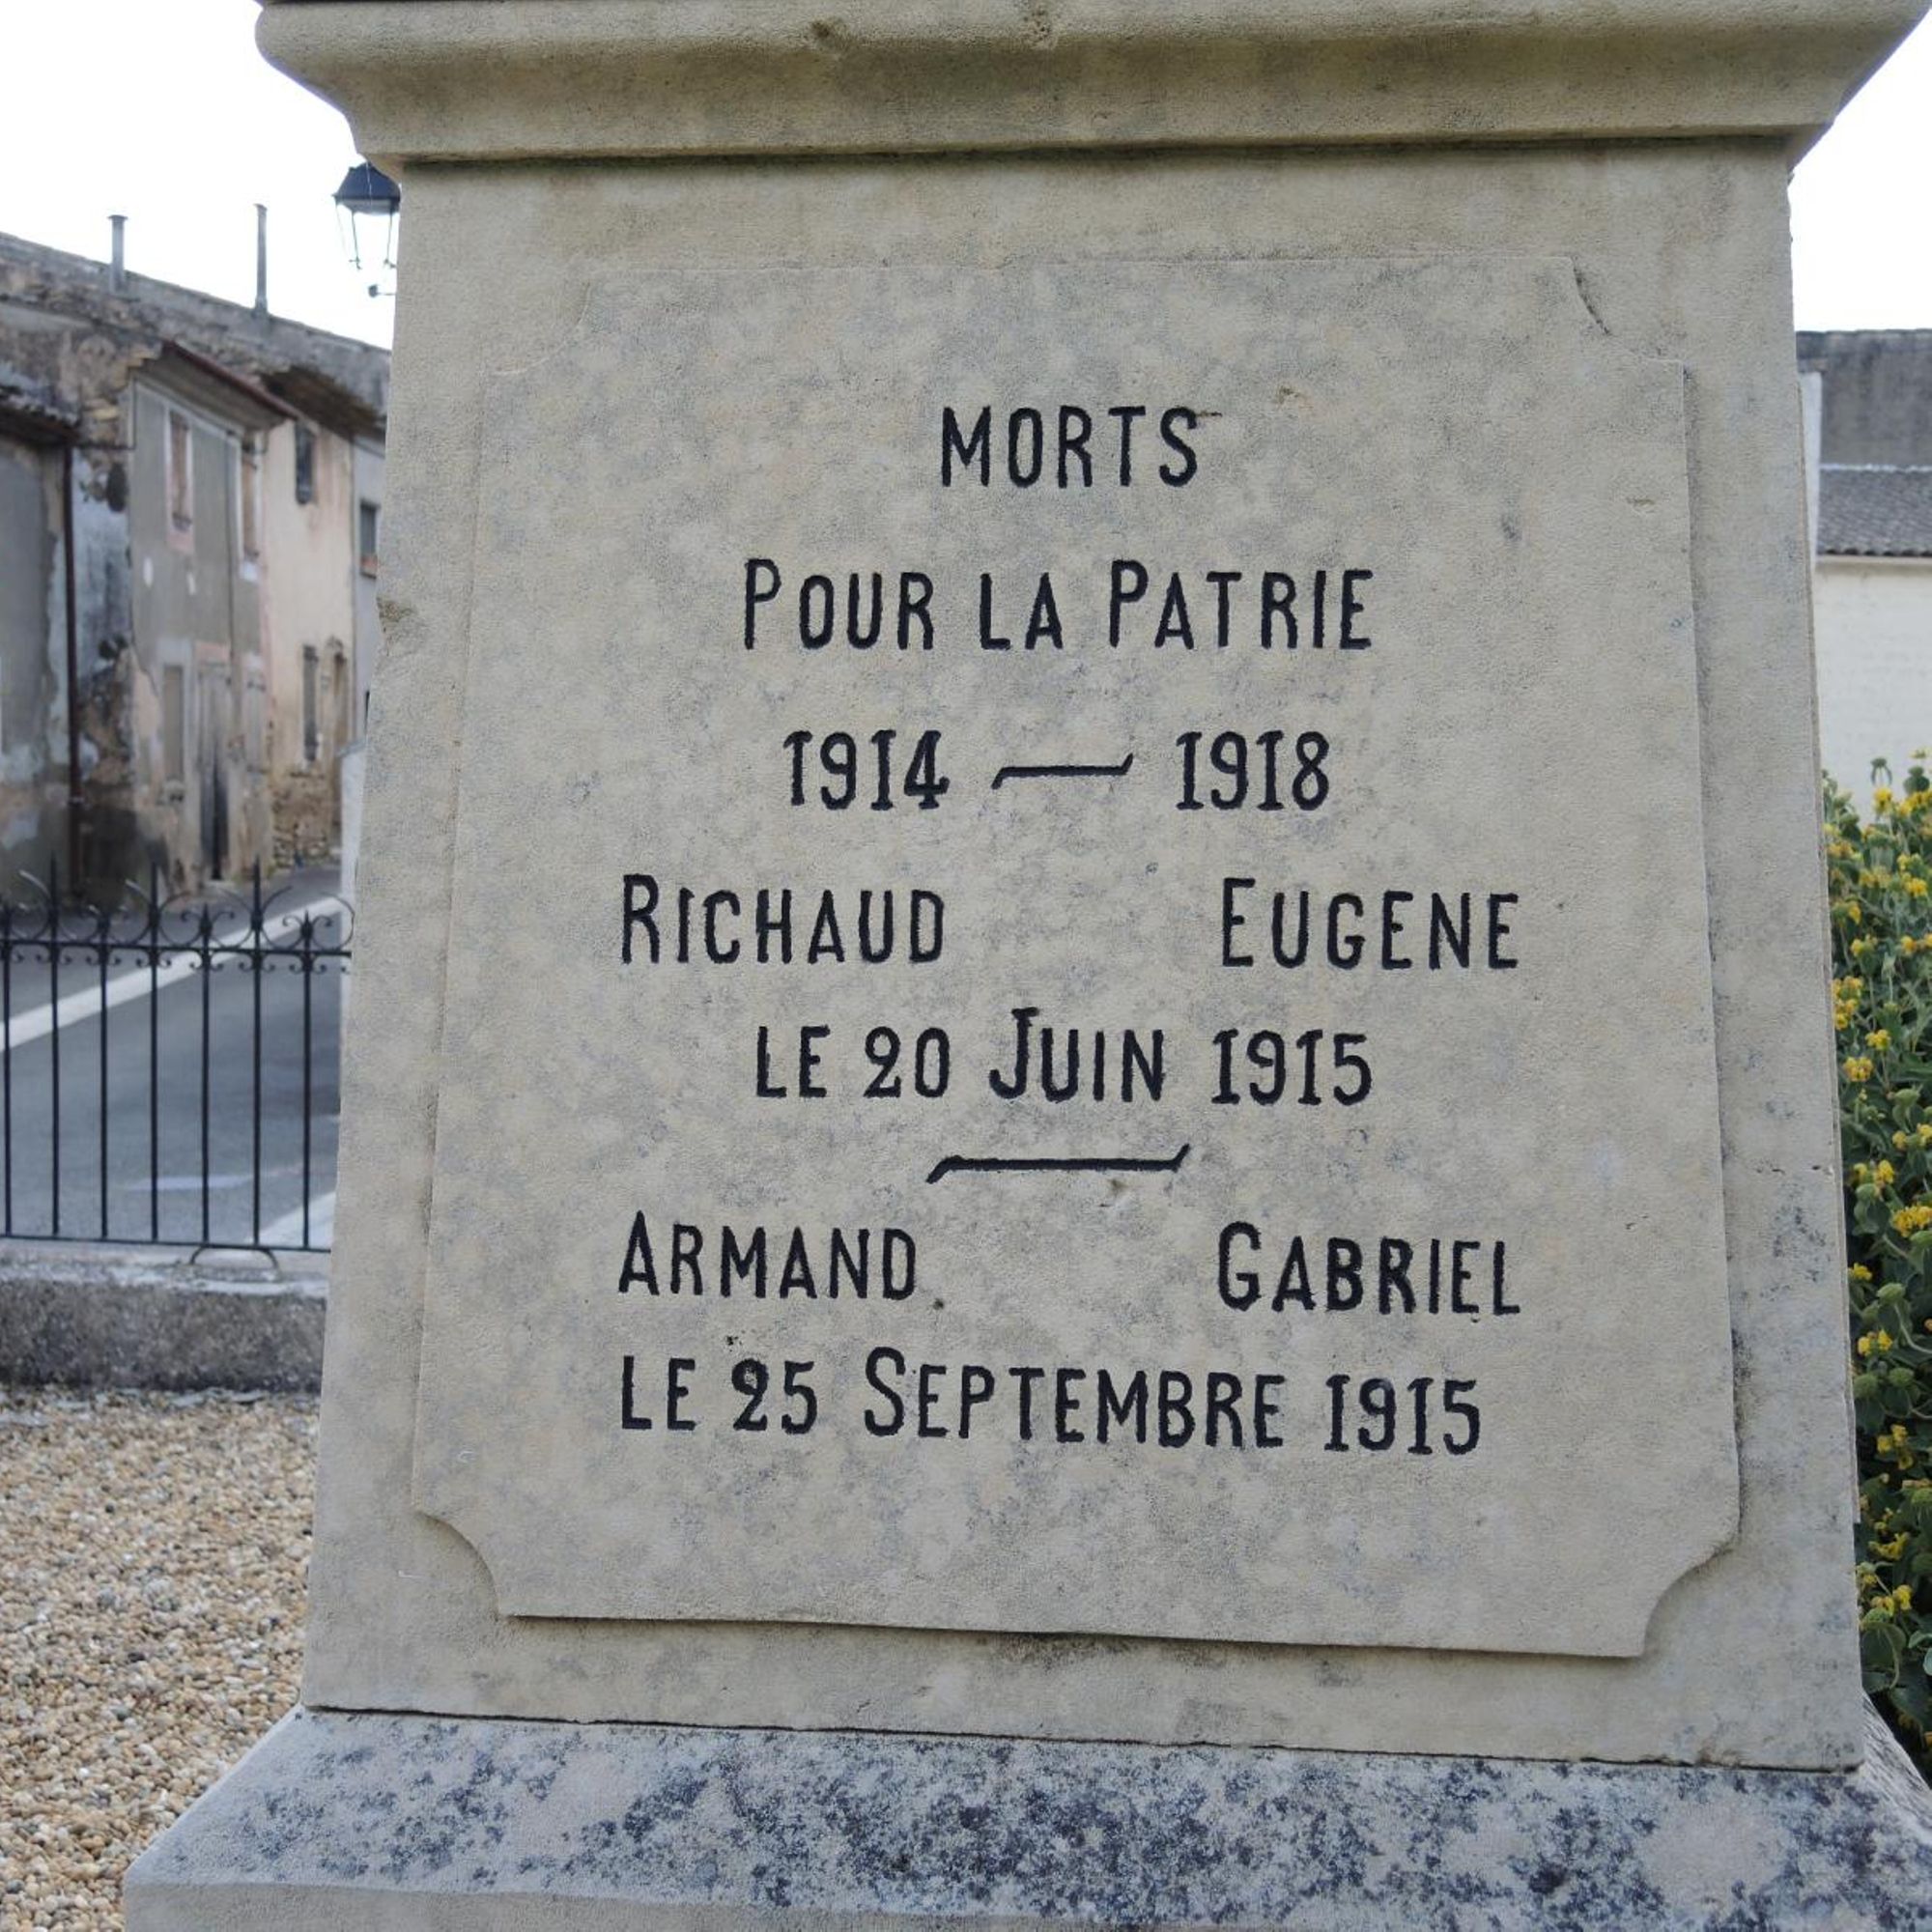 MORTS
POUR LA PATRIE
1914 — 1918
RICHAUD EUGENE
LE 20 JUIN 1915
ARMAND GABRIEL
LE 25 SEPTEMBRE 1915